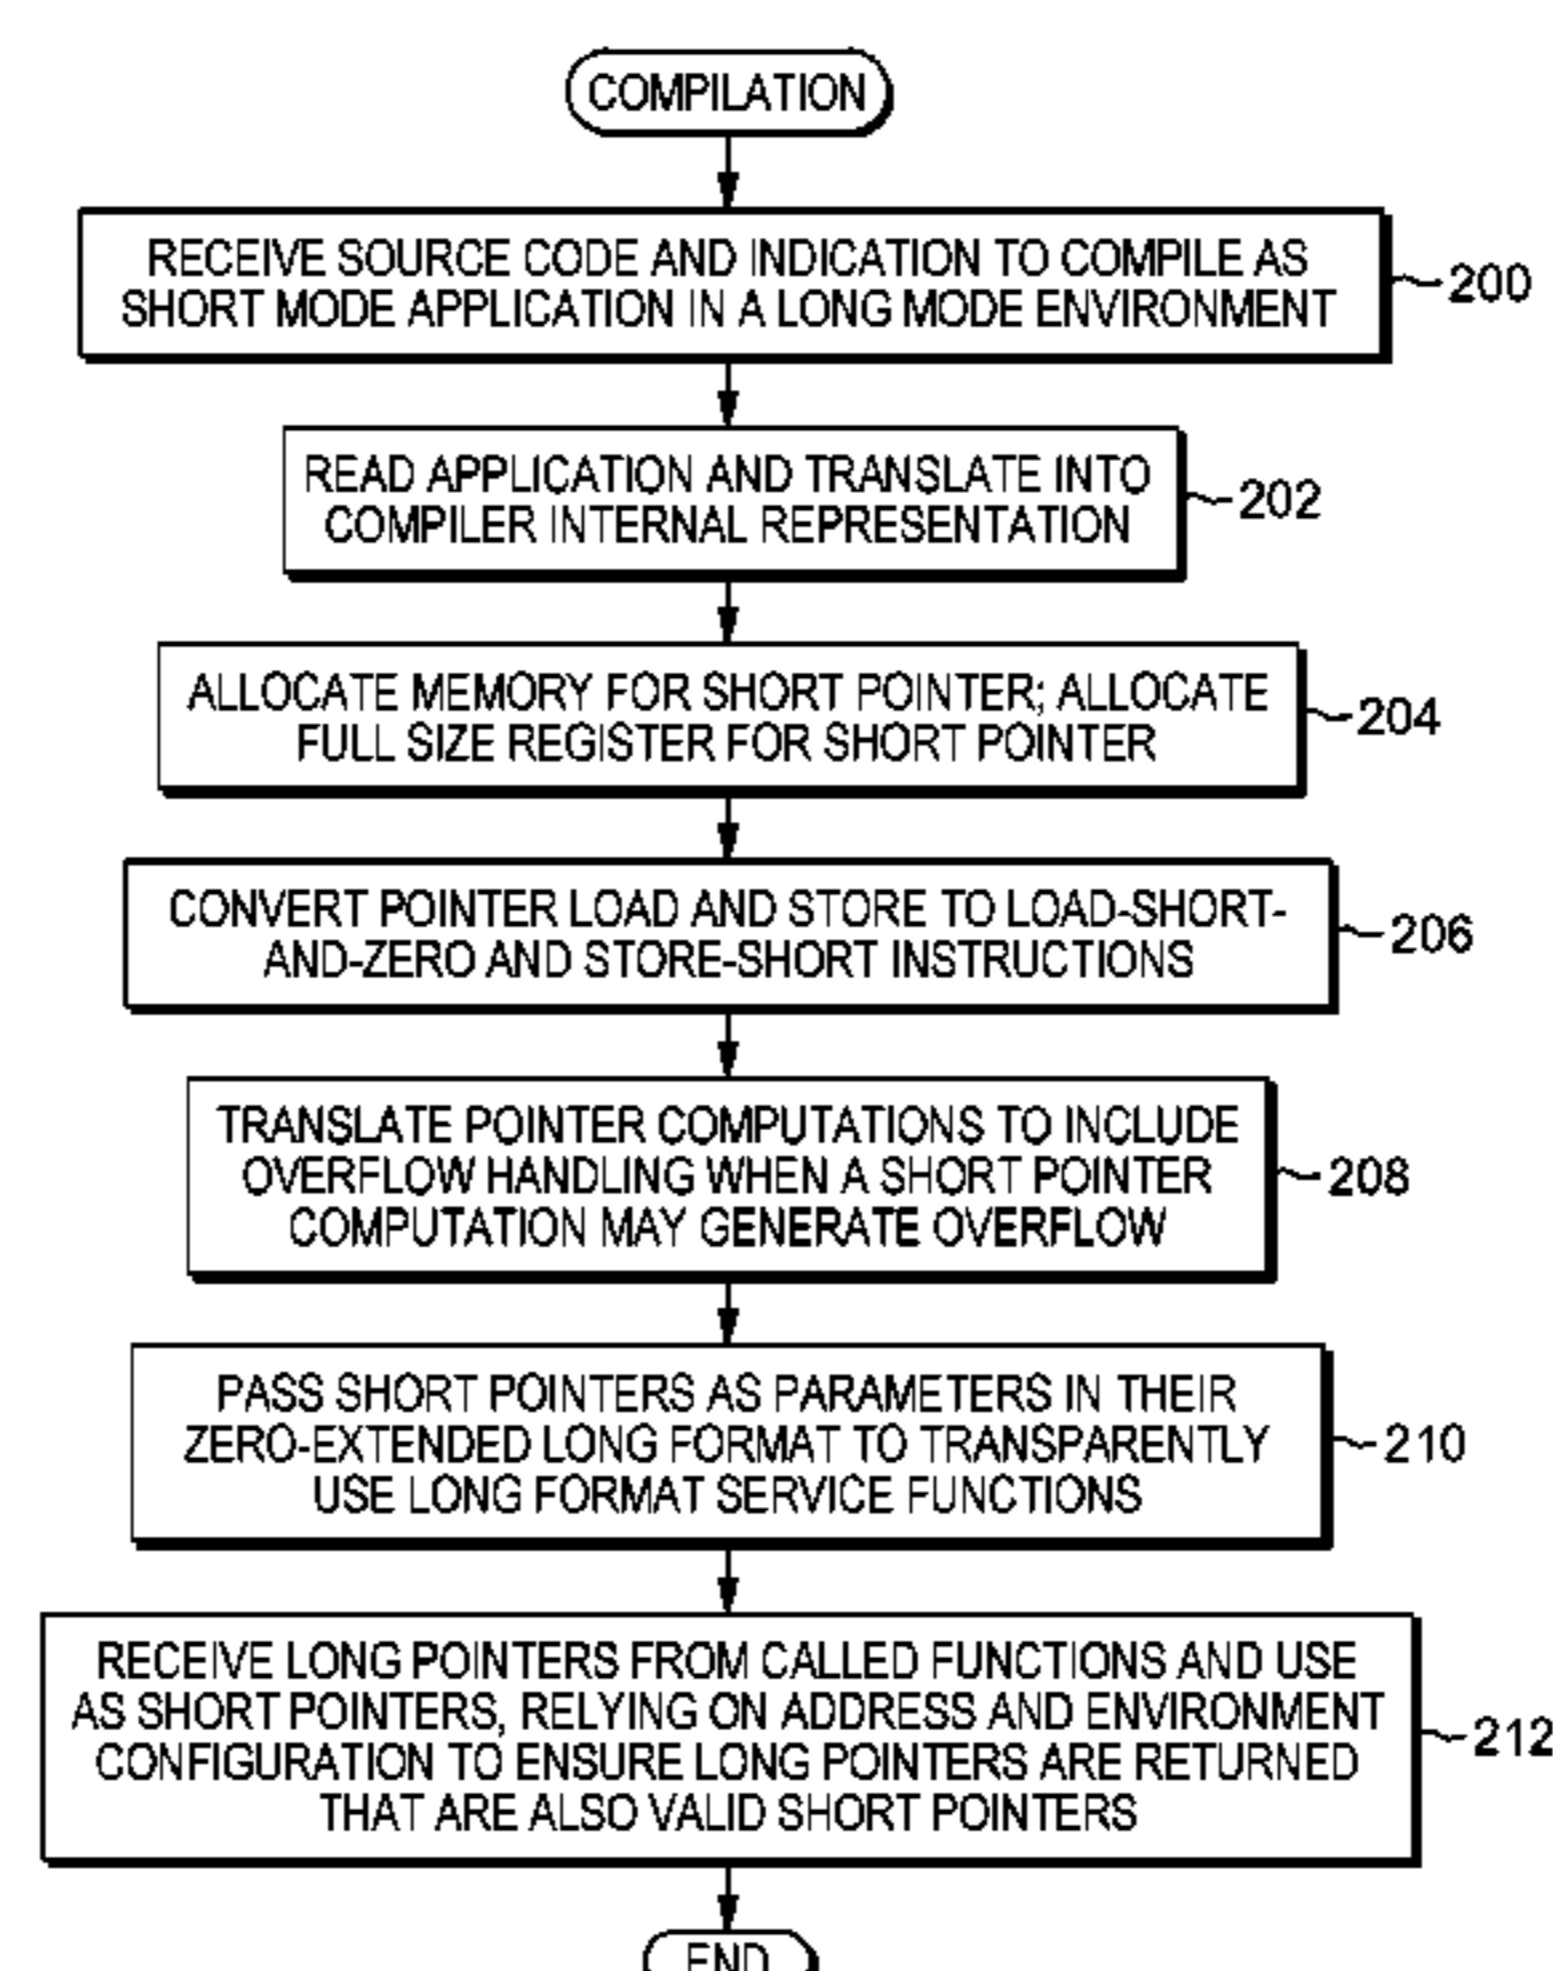 COMPILATION
RECEIVE SOURCE CODE AND INDICATION TO COMPILE AS
SHORT MODE APPLICATION IN A LONG MODE ENVIRONMENT
200
READ APPLICATION AND TRANSLATE INTO
COMPILER INTERNAL REPRESENTATION
202
ALLOCATE MEMORY FOR SHORT POINTER; ALLOCATE
FULL SIZE REGISTER FOR SHORT POINTER
204
CONVERT POINTER LOAD AND STORE TO LOAD-SHORT-
AND-ZERO AND STORE-SHORT INSTRUCTIONS
206
TRANSLATE POINTER COMPUTATIONS TO INCLUDE
OVERFLOW HANDLING WHEN A SHORT POINTER
COMPUTATION MAY GENERATE OVERFLOW
208
PASS SHORT POINTERS AS PARAMETERS IN THEIR
ZERO-EXTENDED LONG FORMAT TO TRANSPARENTLY
USE LONG FORMAT SERVICE FUNCTIONS
210
RECEIVE LONG POINTERS FROM CALLED FUNCTIONS AND USE
AS SHORT POINTERS, RELYING ON ADDRESS AND ENVIRONMENT
CONFIGURATION TO ENSURE LONG POINTERS ARE RETURNED
THAT ARE ALSO VALID SHORT POINTERS
212
END